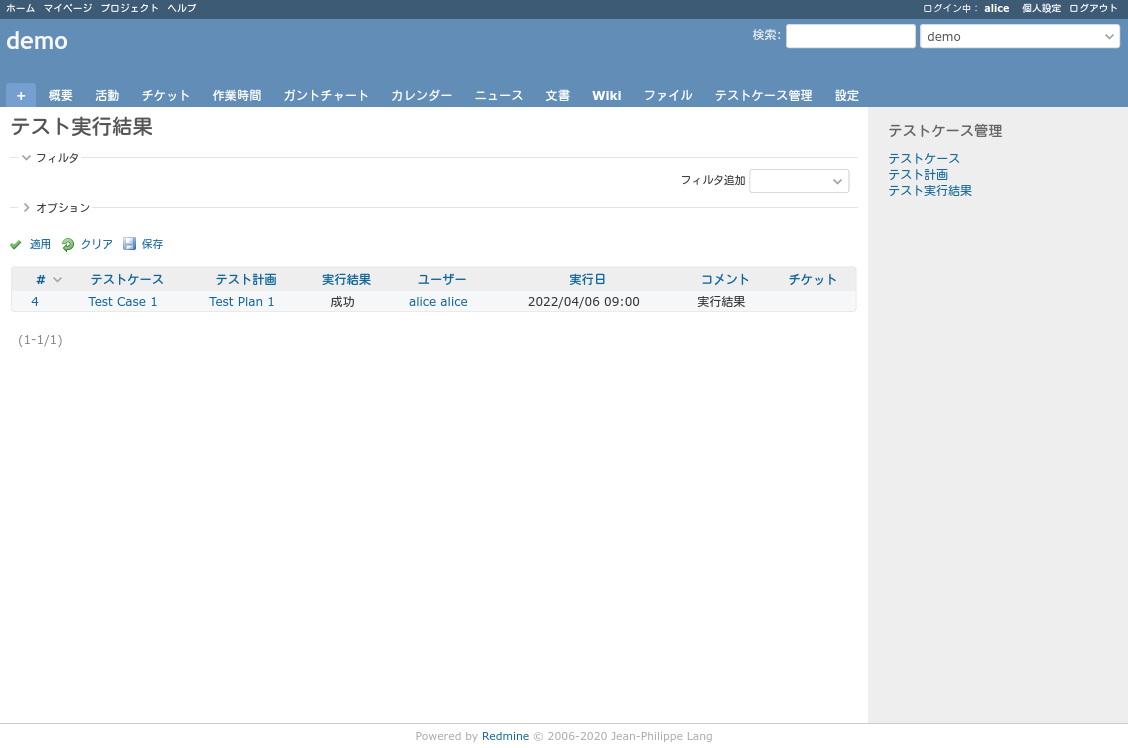 ホーム マイページ プロジェクト ヘルプ ログイン中： alice 個人設定 ログアウト
demo 検索: demo
+ 概要 活動 チケット 作業時間 ガントチャート カレンダー ニュース 文書 Wiki ファイル テストケース管理 設定
テスト実行結果
フィルタ
フィルタ追加
オプション
適用 クリア 保存
# テストケース テスト計画 実行結果 ユーザー 実行日 コメント チケット
4 Test Case 1 Test Plan 1 成功 alice alice 2022/04/06 09:00 実行結果
(1-1/1)
テストケース管理
テストケース
テスト計画
テスト実行結果
Powered by Redmine © 2006-2020 Jean-Philippe Lang